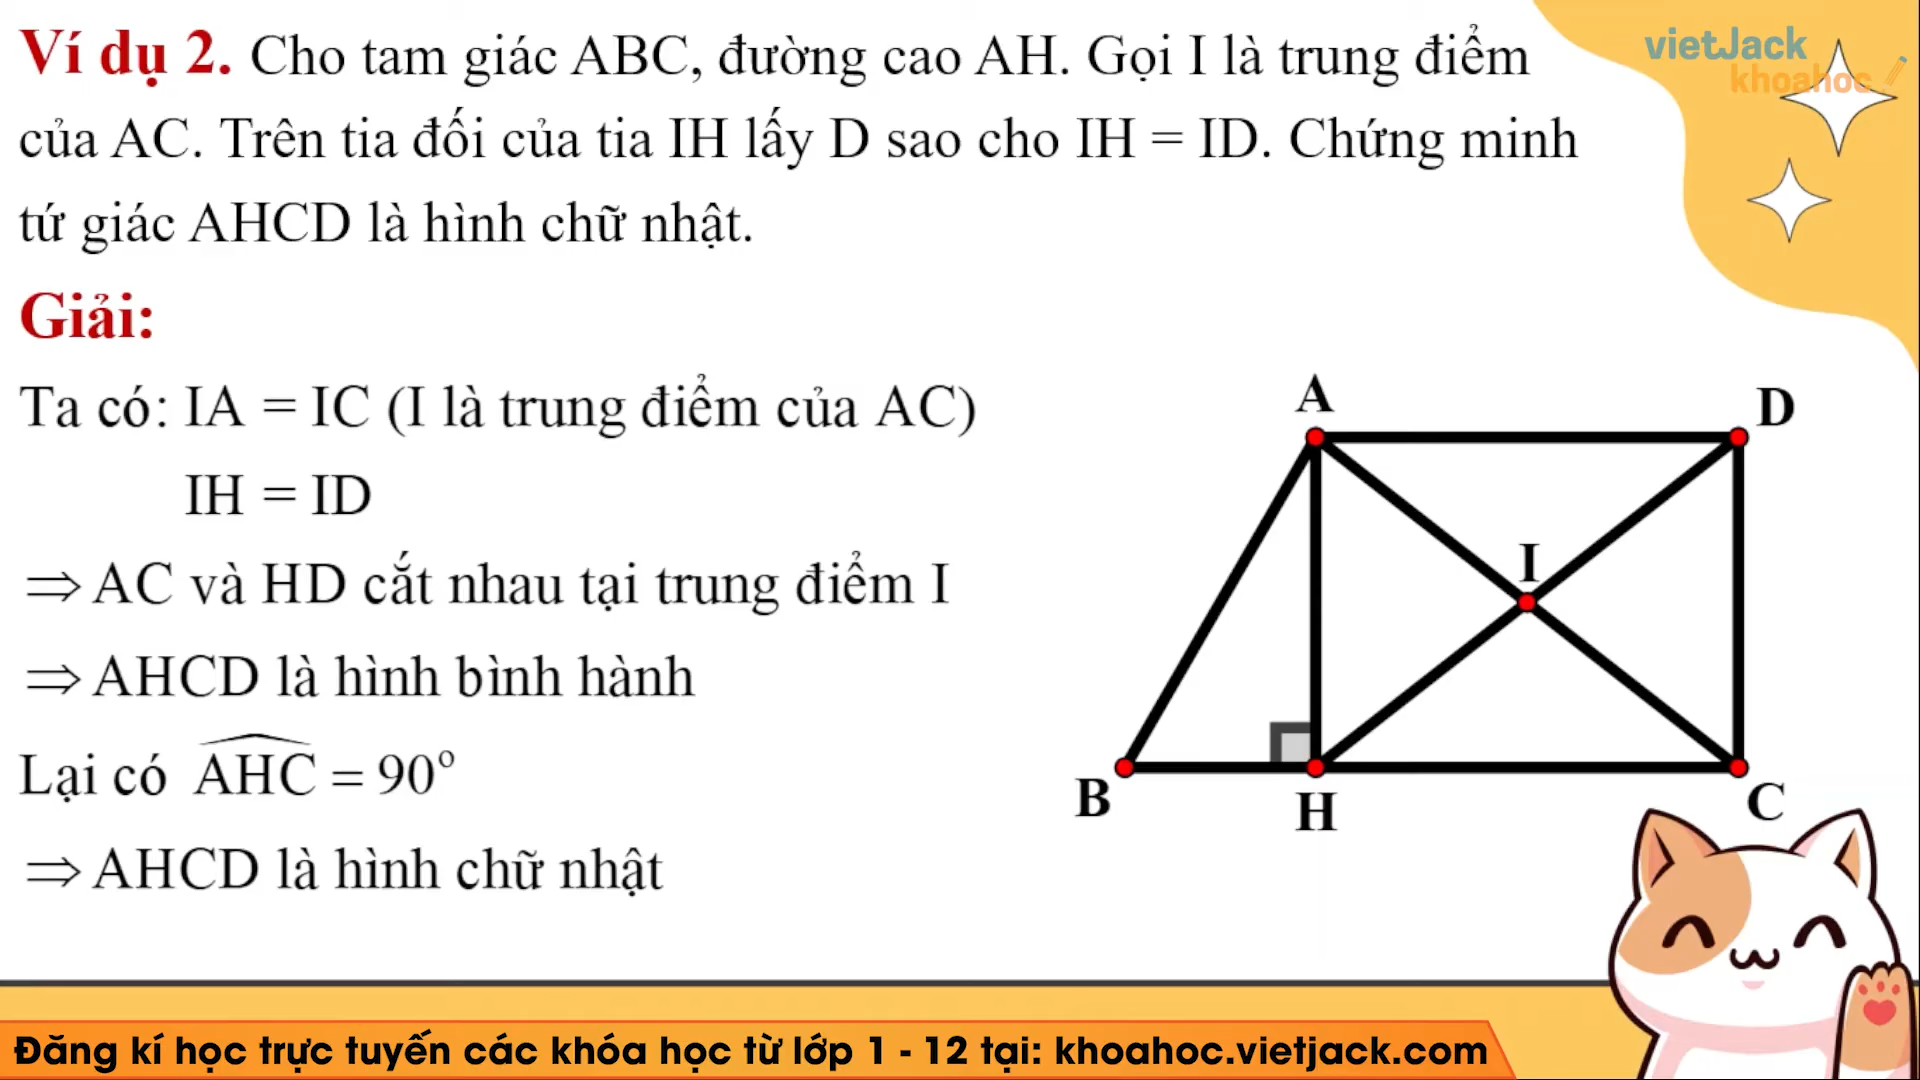 vietJack
khoahoc
Ví dụ 2. Cho tam giác ABC, đường cao AH. Gọi I là trung điểm
của AC. Trên tia đối của tia IH lấy D sao cho IH = ID. Chứng minh
tứ giác AHCD là hình chữ nhật.
Giải:
Ta có: IA = IC (I là trung điểm của AC)
IH = ID
⇒ AC và HD cắt nhau tại trung điểm I
⇒ AHCD là hình bình hành
Lại có $\widehat{AHC}$ = 90°
⇒ AHCD là hình chữ nhật
A
D
I
B
H
C
Đăng kí học trực tuyến các khóa học từ lớp 1 - 12 tại: khoahoc.vietjack.com